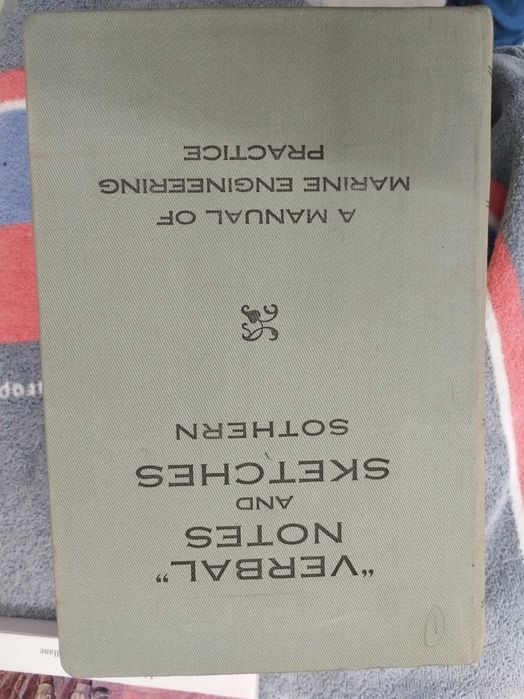 "VERBAL"
NOTES
AND
SKETCHES
SOTHERN
A MANUAL OF
MARINE ENGINEERING
PRACTICE